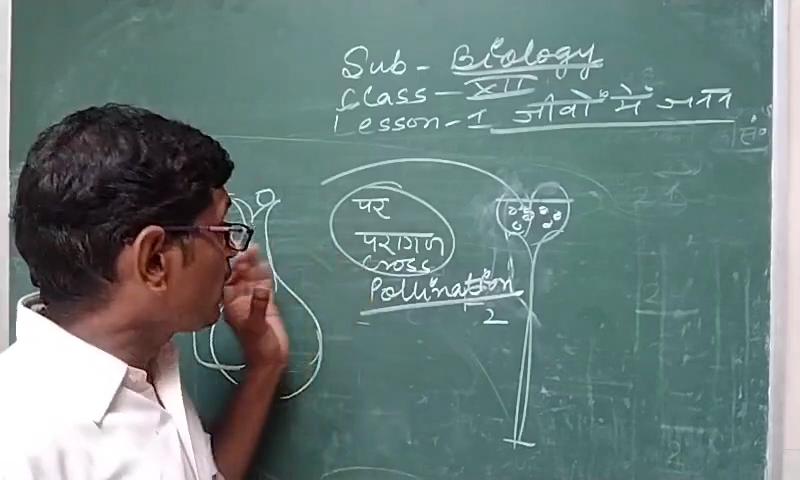 Sub- Biology
Class- XII
Lesson-1 जीवों में जनन
पर
परागण
Cross
Pollination
2